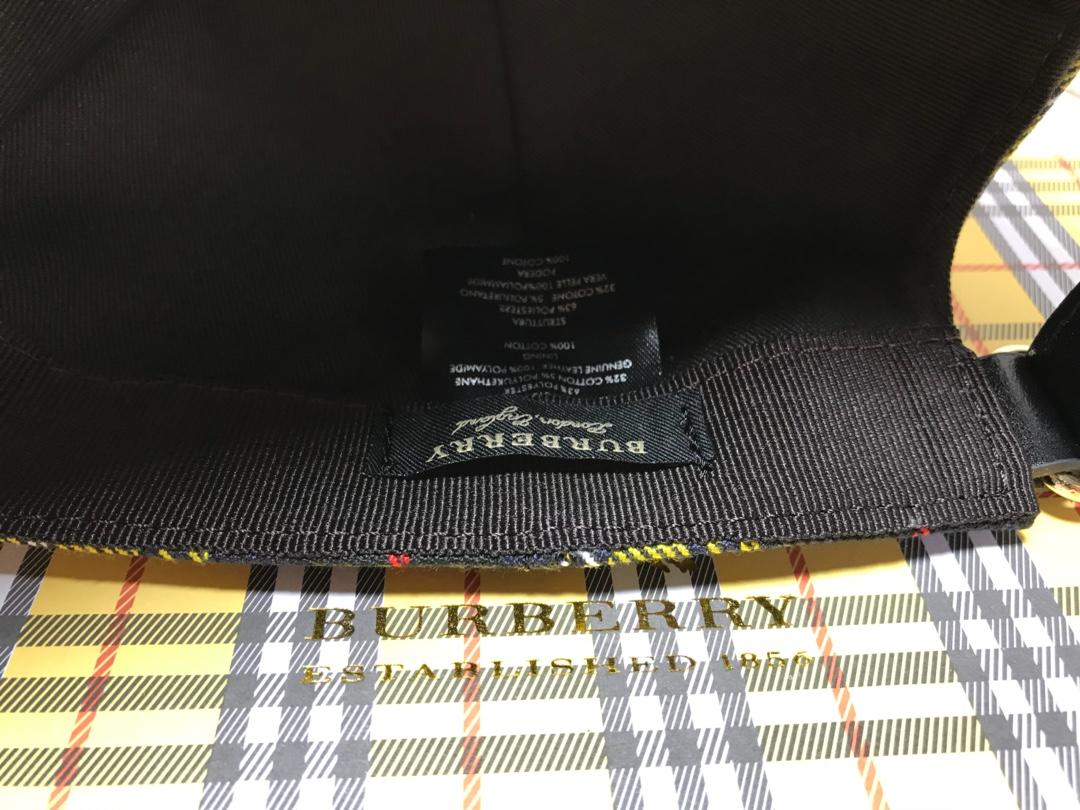 63% POLYESTER
32% COTTON 5% POLYURETHANE
GENUINE LEATHER 100% POLYAMIDE
LINING
100% COTTON
STRUTTURA
63% POLIESTERE
32% COTONE 5% POLIURETANO
VERA PELLE 100% POLIAMMIDE
FODERA
100% COTONE
BURBERRY
London, England
BURBERRY
ESTABLISHED 1856